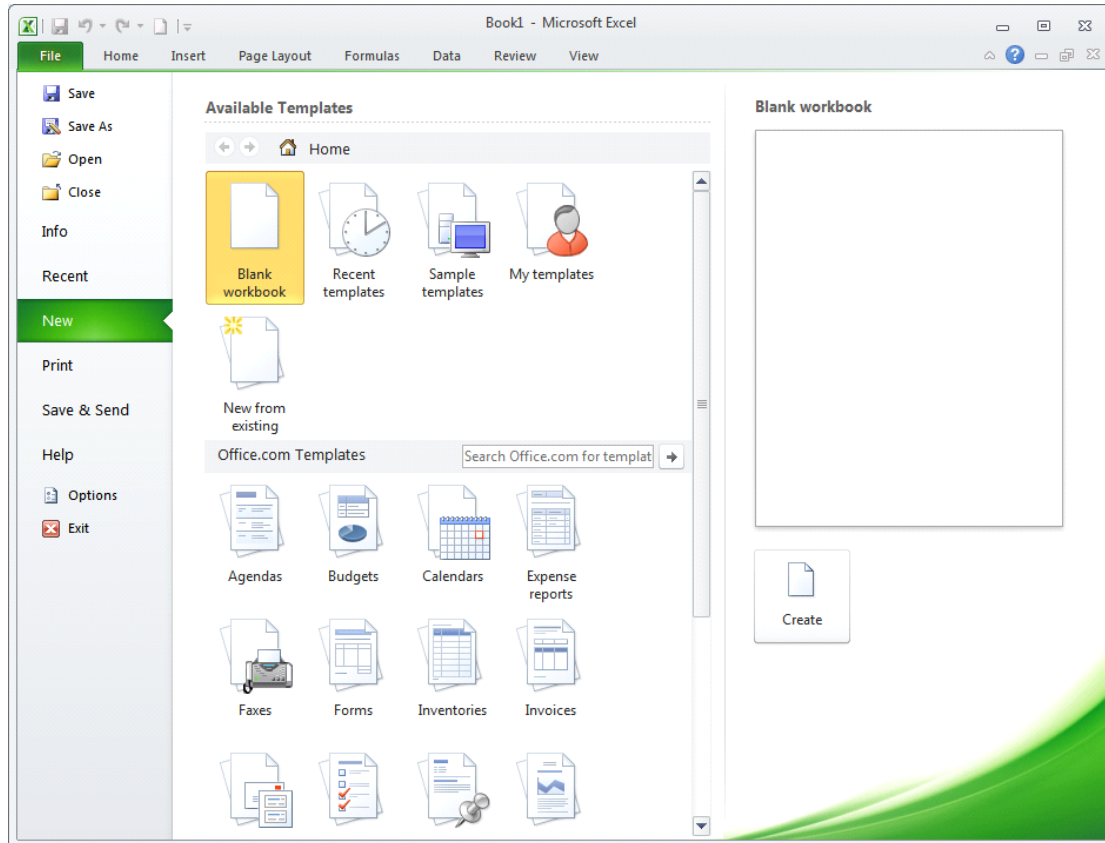 Book1 - Microsoft Excel
File Home Insert Page Layout Formulas Data Review View
Save
Save As
Open
Close
Info
Recent
New
Print
Save & Send
Help
Options
Exit
Available Templates
Home
Blank workbook
Recent templates
Sample templates
My templates
New from existing
Office.com Templates
Search Office.com for templat
Agendas
Budgets
Calendars
Expense reports
Faxes
Forms
Inventories
Invoices
Blank workbook
Create